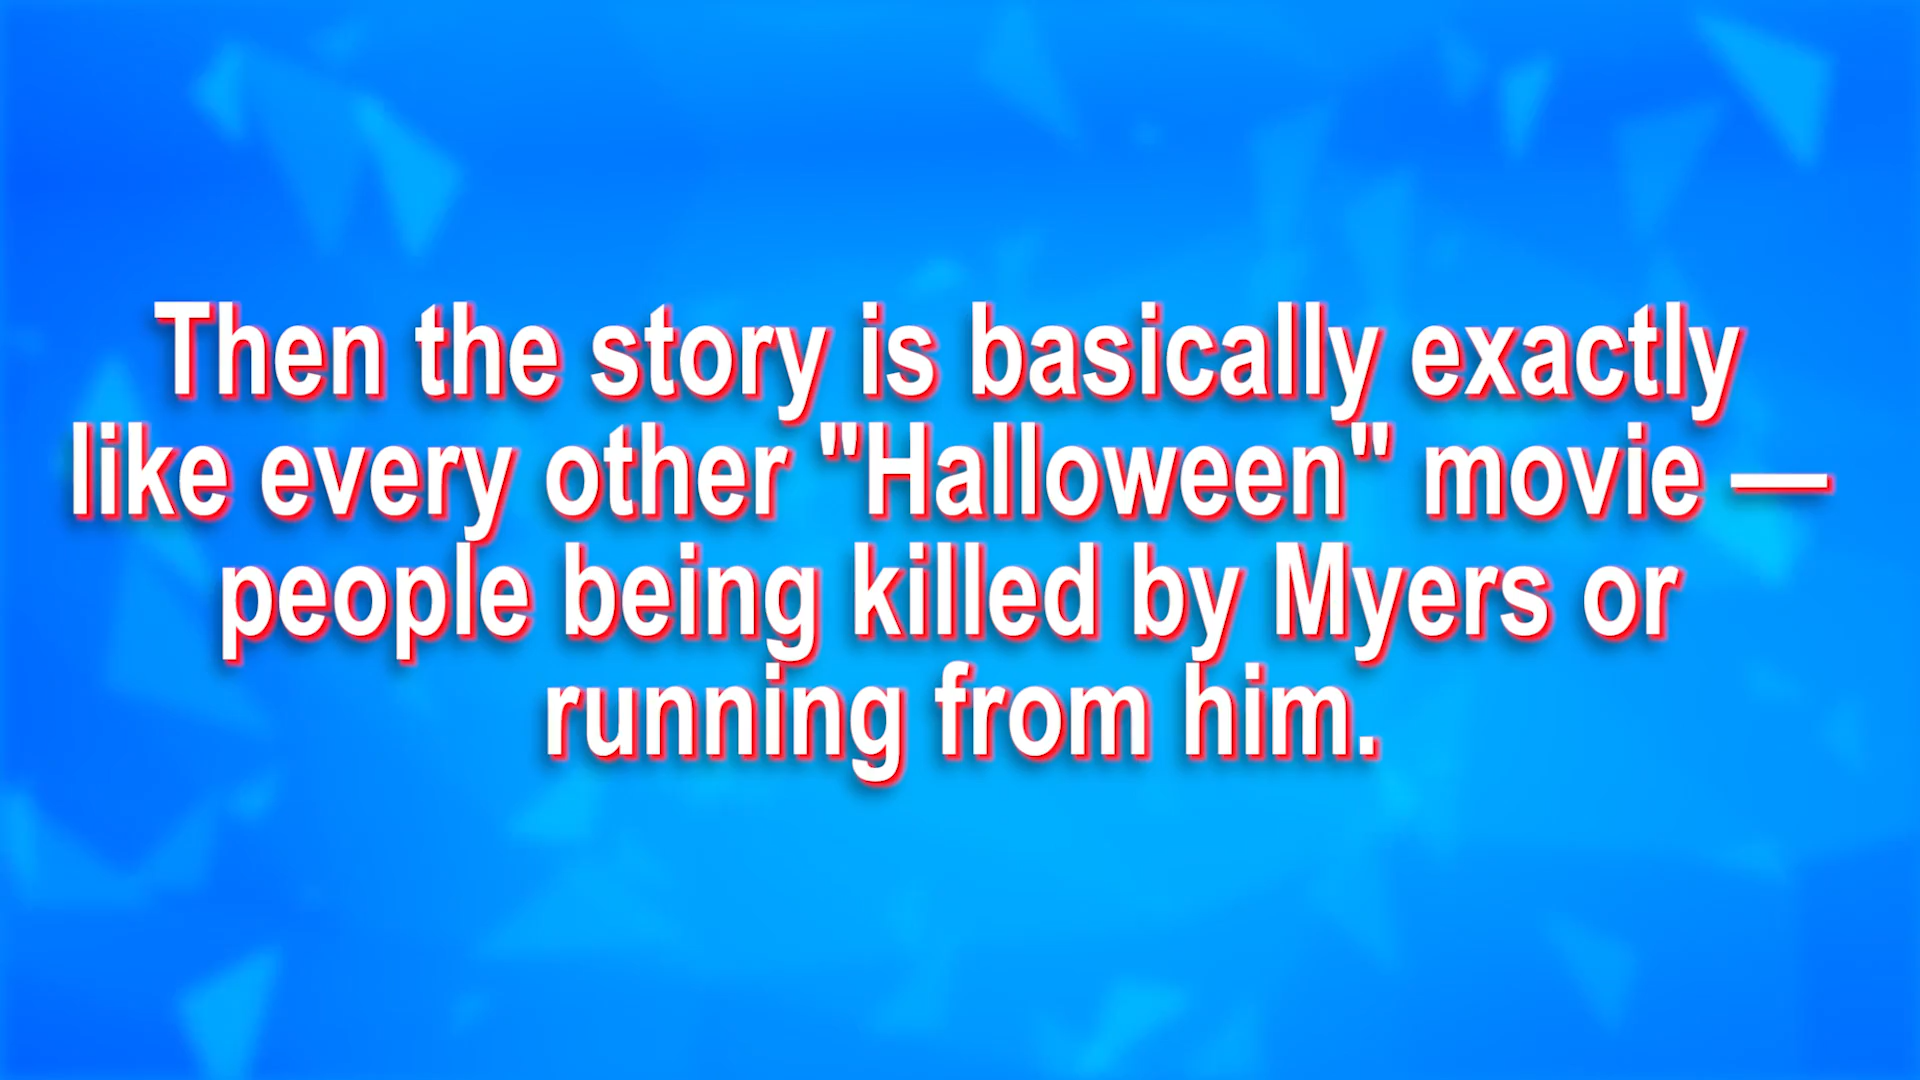 Then the story is basically exactly
like every other "Halloween" movie —
people being killed by Myers or
running from him.